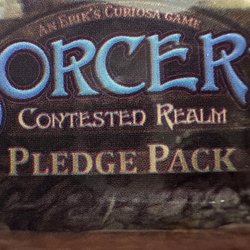 AN ERIK'S CURIOSA GAME
ORCER
CONTESTED REALM
PLEDGE PACK